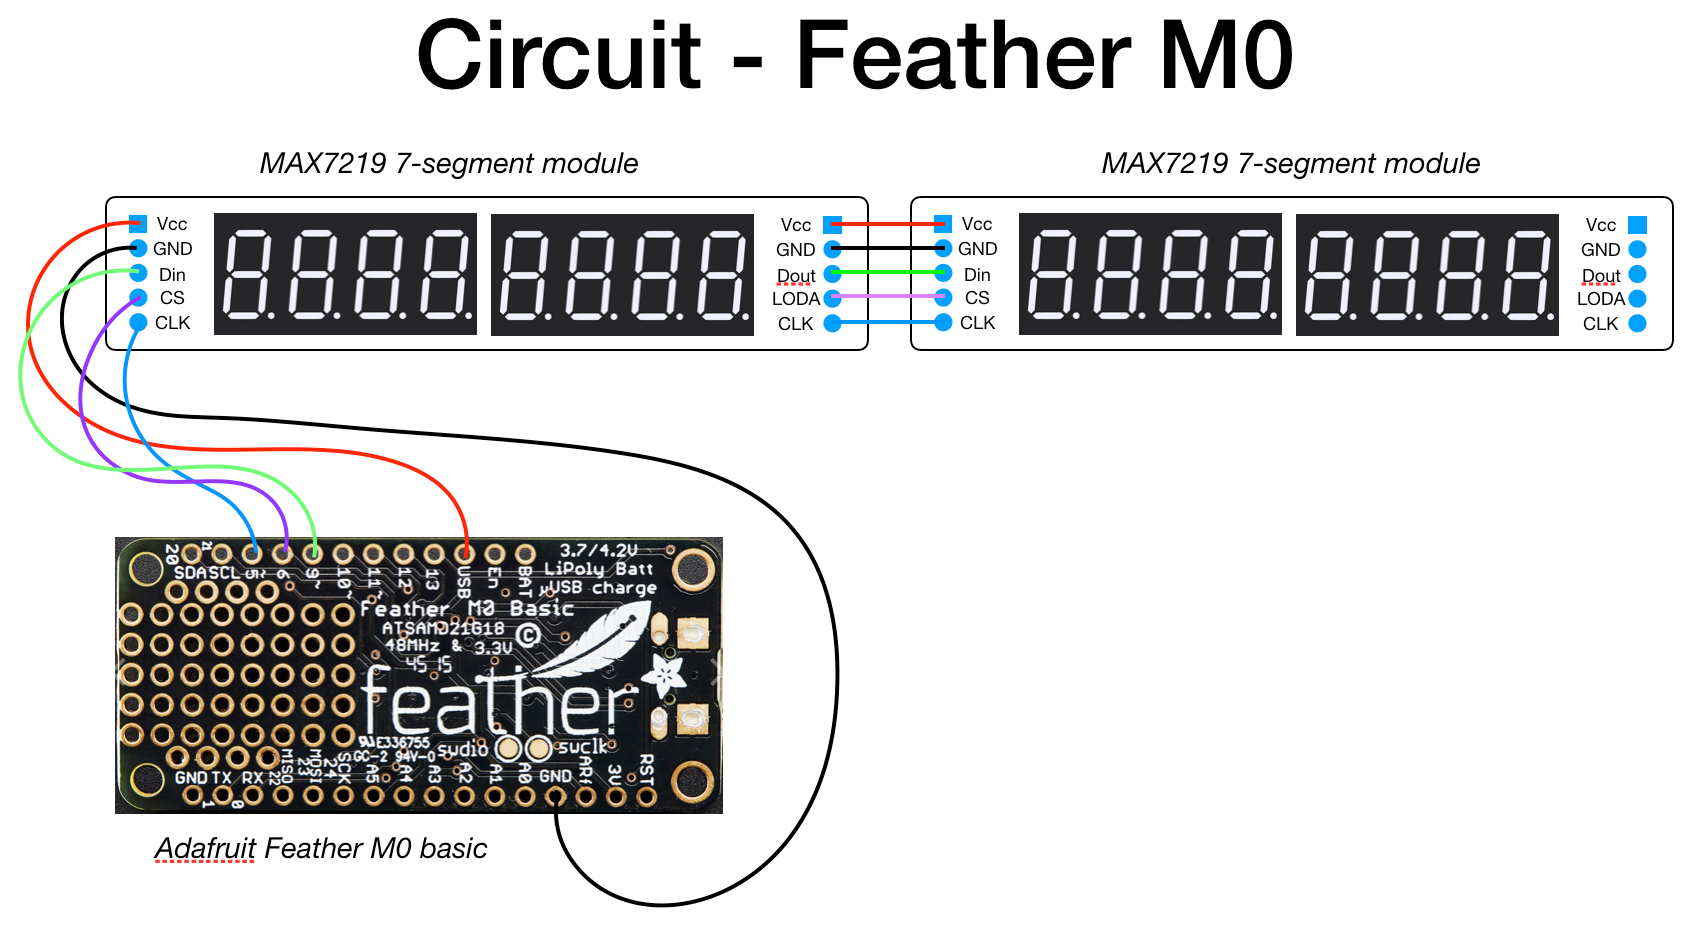 Circuit - Feather M0
MAX7219 7-segment module
MAX7219 7-segment module
Vcc
GND
Din
CS
CLK
Vcc
GND
Dout
LODA
CLK
Vcc
GND
Din
CS
CLK
Vcc
GND
Dout
LODA
CLK
20
21
SDA SCL 5~ 6~ 9~ 10~ 11~ 12~ 13 USB En BAT
3.7/4.2V
LiPoly Batt
µUSB charge
Feather M0 Basic
ATSAMD21G18
48MHz & 3.3V
45 15
feather
E336755
GC-2 94V-0
swdio
swclk
GND TX RX MISO MOSI SCK A5 A4 A3 A2 A1 A0 GND ARf 3V RST
1 0 22 23 24
Adafruit Feather M0 basic